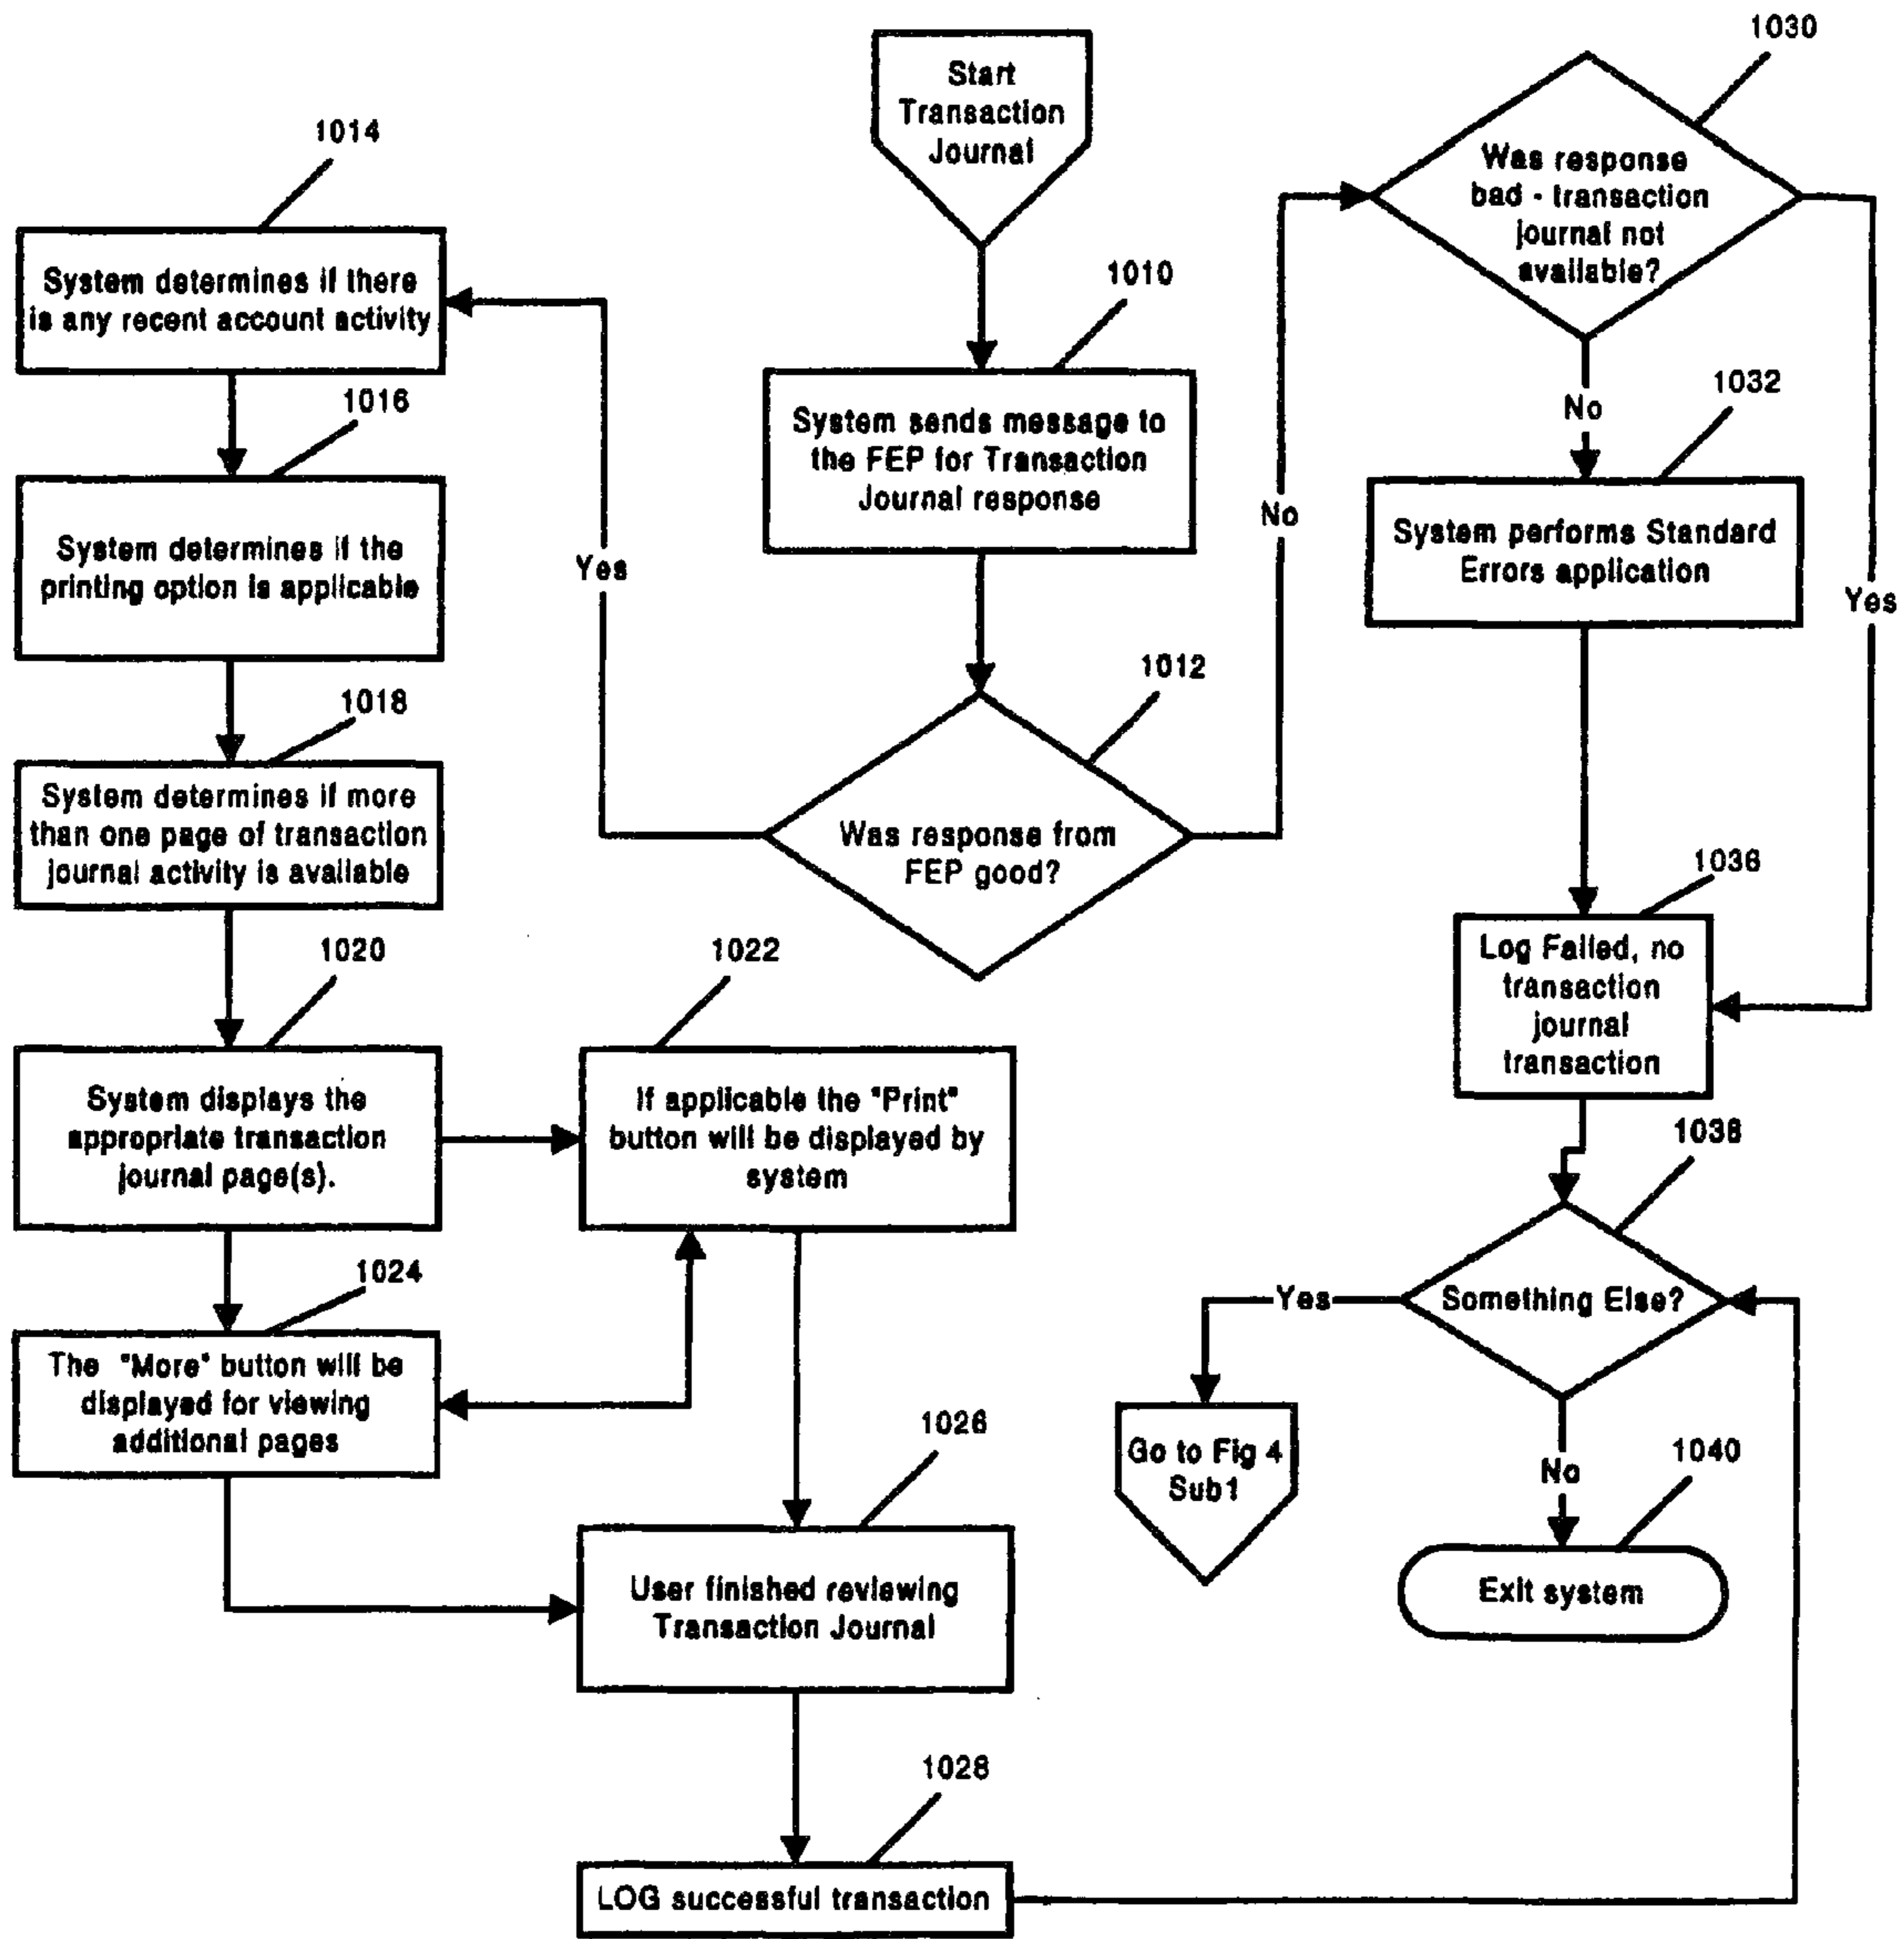 Start
Transaction
Journal
1010
System sends message to
the FEP for Transaction
Journal response
1012
Was response from
FEP good?
Yes
No
1014
System determines if there
is any recent account activity
1016
System determines if the
printing option is applicable
1018
System determines if more
than one page of transaction
journal activity is available
1020
System displays the
appropriate transaction
journal page(s).
1022
If applicable the "Print"
button will be displayed by
system
1024
The "More" button will be
displayed for viewing
additional pages
1026
User finished reviewing
Transaction Journal
1028
LOG successful transaction
1030
Was response
bad - transaction
journal not
available?
No
Yes
1032
System performs Standard
Errors application
1036
Log Failed, no
transaction
journal
transaction
1038
Something Else?
Yes
Go to Fig 4
Sub1
No
1040
Exit system